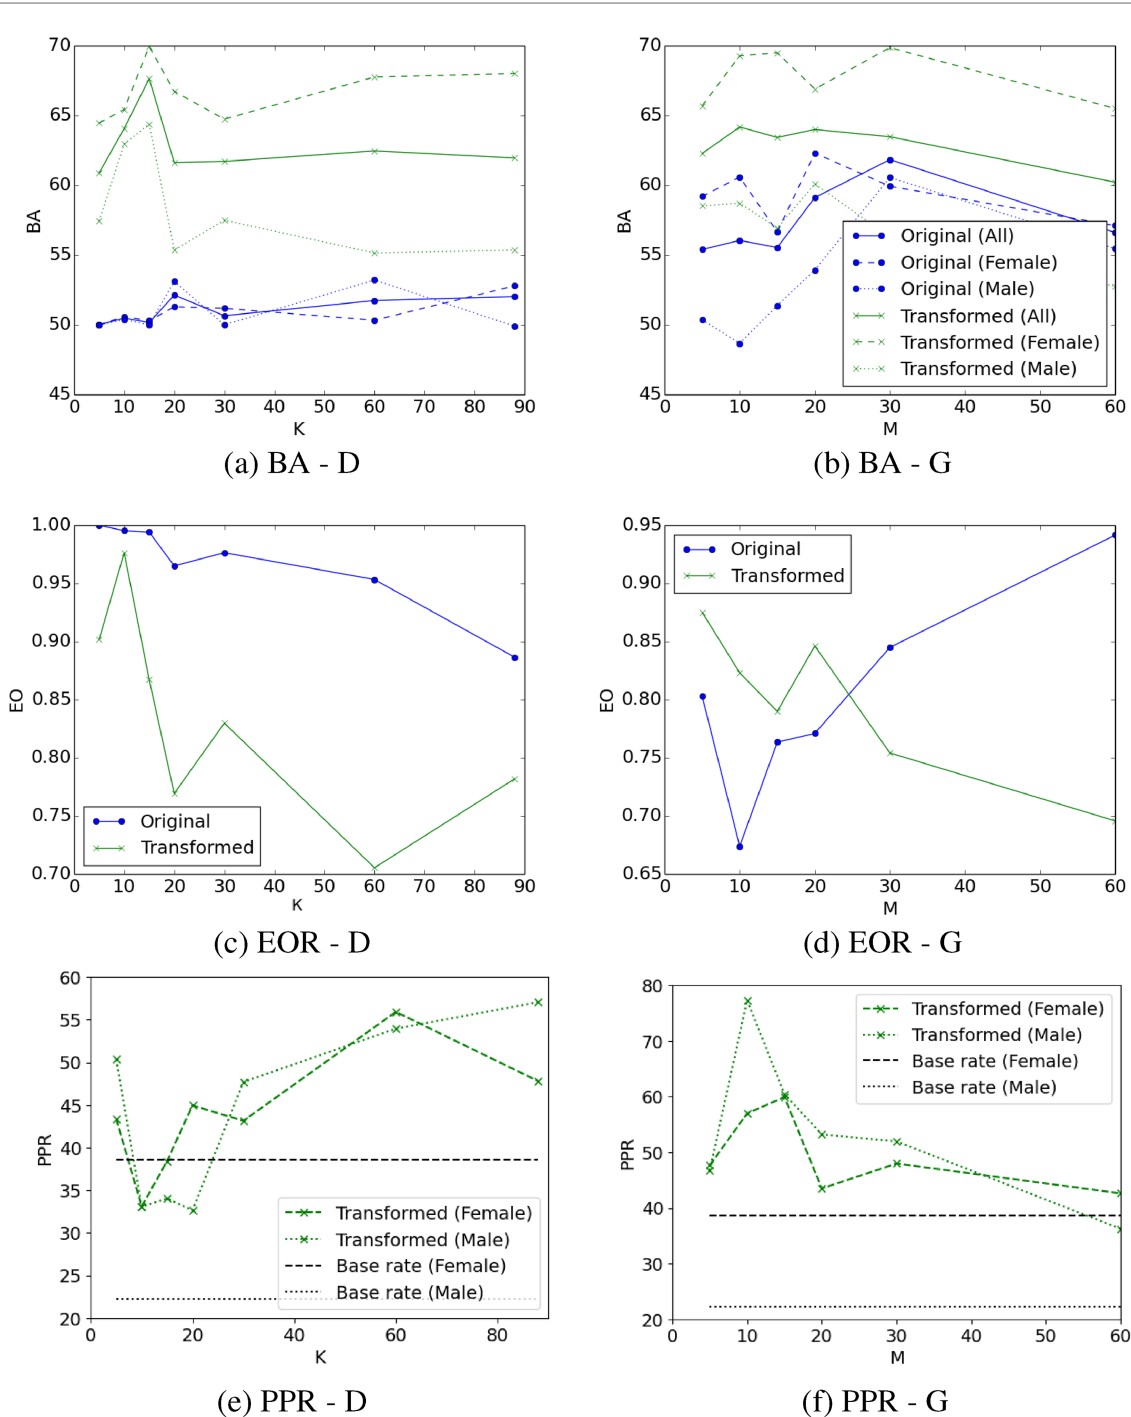 70
65
60
55
50
45
BA
0 10 20 30 40 50 60 70 80 90
K
(a) BA - D
70
65
60
55
50
45
BA
Original (All)
Original (Female)
Original (Male)
Transformed (All)
Transformed (Female)
Transformed (Male)
0 10 20 30 40 50 60
M
(b) BA - G
1.00
0.95
0.90
0.85
0.80
0.75
0.70
EO
Original
Transformed
0 10 20 30 40 50 60 70 80 90
K
(c) EOR - D
0.95
0.90
0.85
0.80
0.75
0.70
0.65
EO
Original
Transformed
0 10 20 30 40 50 60
M
(d) EOR - G
60
55
50
45
40
35
30
25
20
PPR
Transformed (Female)
Transformed (Male)
Base rate (Female)
Base rate (Male)
0 20 40 60 80
K
(e) PPR - D
80
70
60
50
40
30
20
PPR
Transformed (Female)
Transformed (Male)
Base rate (Female)
Base rate (Male)
0 10 20 30 40 50 60
M
(f) PPR - G